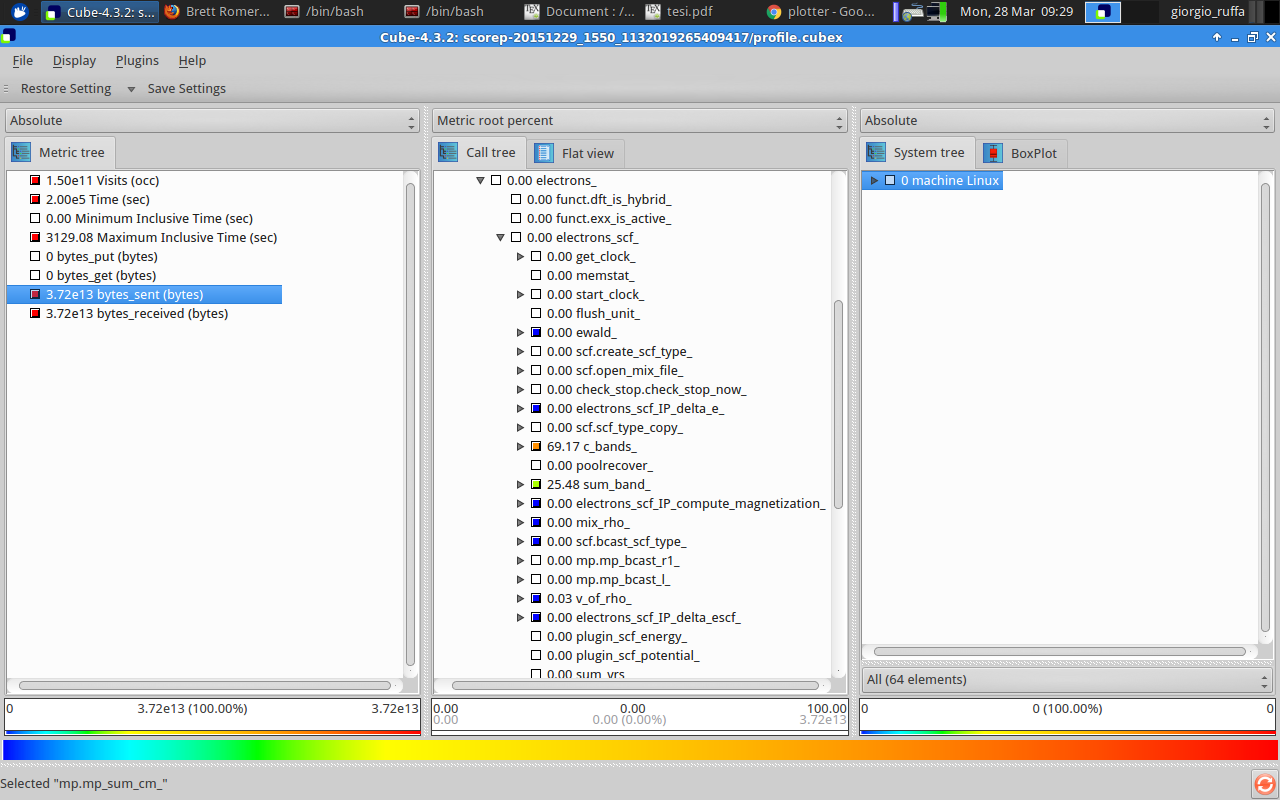 Cube-4.3.2: s... Brett Romer... /bin/bash /bin/bash Document : /... tesi.pdf plotter - Goo... Mon, 28 Mar 09:29 giorgio_ruffa
Cube-4.3.2: scorep-20151229_1550_1132019265409417/profile.cubex
File Display Plugins Help
Restore Setting Save Settings
Absolute
Metric tree
1.50e11 Visits (occ)
2.00e5 Time (sec)
0.00 Minimum Inclusive Time (sec)
3129.08 Maximum Inclusive Time (sec)
0 bytes_put (bytes)
0 bytes_get (bytes)
3.72e13 bytes_sent (bytes)
3.72e13 bytes_received (bytes)
0 3.72e13 (100.00%) 3.72e13
Metric root percent
Call tree Flat view
0.00 electrons_
0.00 funct.dft_is_hybrid_
0.00 funct.exx_is_active_
0.00 electrons_scf_
0.00 get_clock_
0.00 memstat_
0.00 start_clock_
0.00 flush_unit_
0.00 ewald_
0.00 scf.create_scf_type_
0.00 scf.open_mix_file_
0.00 check_stop.check_stop_now_
0.00 electrons_scf_IP_delta_e_
0.00 scf.scf_type_copy_
69.17 c_bands_
0.00 poolrecover_
25.48 sum_band_
0.00 electrons_scf_IP_compute_magnetization_
0.00 mix_rho_
0.00 scf.bcast_scf_type_
0.00 mp.mp_bcast_r1_
0.00 mp.mp_bcast_l_
0.03 v_of_rho_
0.00 electrons_scf_IP_delta_escf_
0.00 plugin_scf_energy_
0.00 plugin_scf_potential_
0.00 sum_vrs_
0.00 0.00 100.00
0.00 0.00 (0.00%) 3.72e13
Absolute
System tree BoxPlot
0 machine Linux
All (64 elements)
0 0 (100.00%) 0
Selected "mp.mp_sum_cm_"